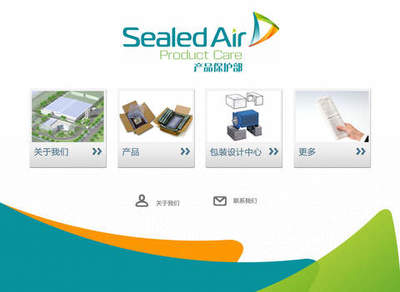 Sealed Air
Product Care
产品保护部
关于我们
产品
包装设计中心
更多
关于我们
联系我们